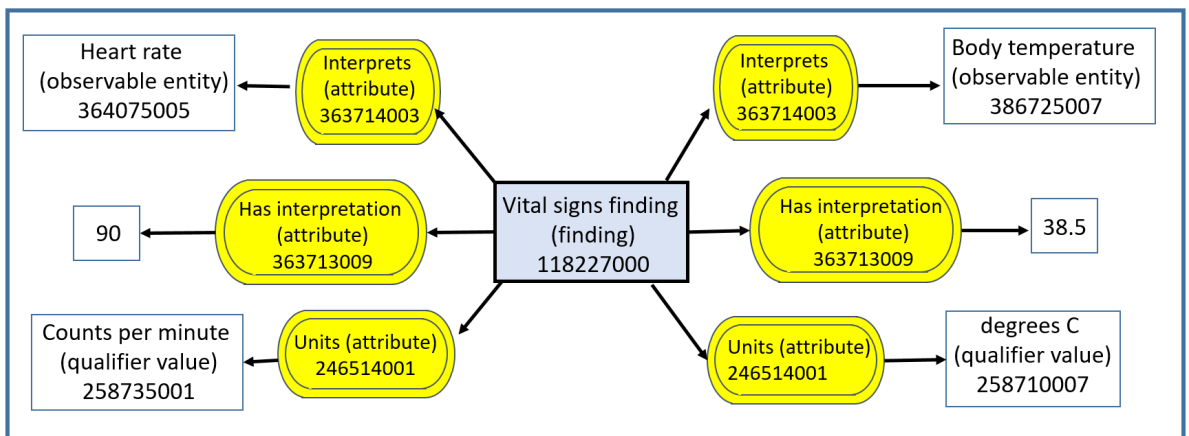 Heart rate
(observable entity)
364075005
Interprets
(attribute)
363714003
Interprets
(attribute)
363714003
Body temperature
(observable entity)
386725007
90
Has interpretation
(attribute)
363713009
Vital signs finding
(finding)
118227000
Has interpretation
(attribute)
363713009
38.5
Counts per minute
(qualifier value)
258735001
Units (attribute)
246514001
Units (attribute)
246514001
degrees C
(qualifier value)
258710007